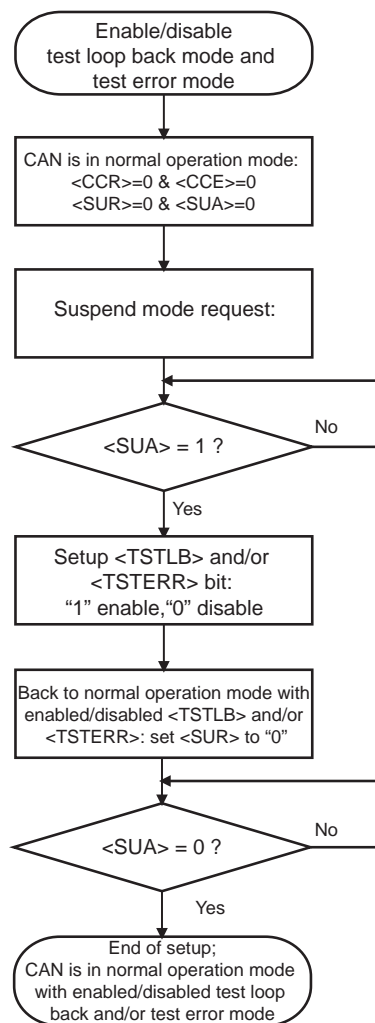 Enable/disable
test loop back mode and
test error mode
CAN is in normal operation mode:
<CCR>=0 & <CCE>=0
<SUR>=0 & <SUA>=0
Suspend mode request:
<SUA> = 1 ?
No
Yes
Setup <TSTLB> and/or
<TSTERR> bit:
“1” enable,“0” disable
Back to normal operation mode with
enabled/disabled <TSTLB> and/or
<TSTERR>: set <SUR> to “0”
<SUA> = 0 ?
No
Yes
End of setup;
CAN is in normal operation mode
with enabled/disabled test loop
back and/or test error mode